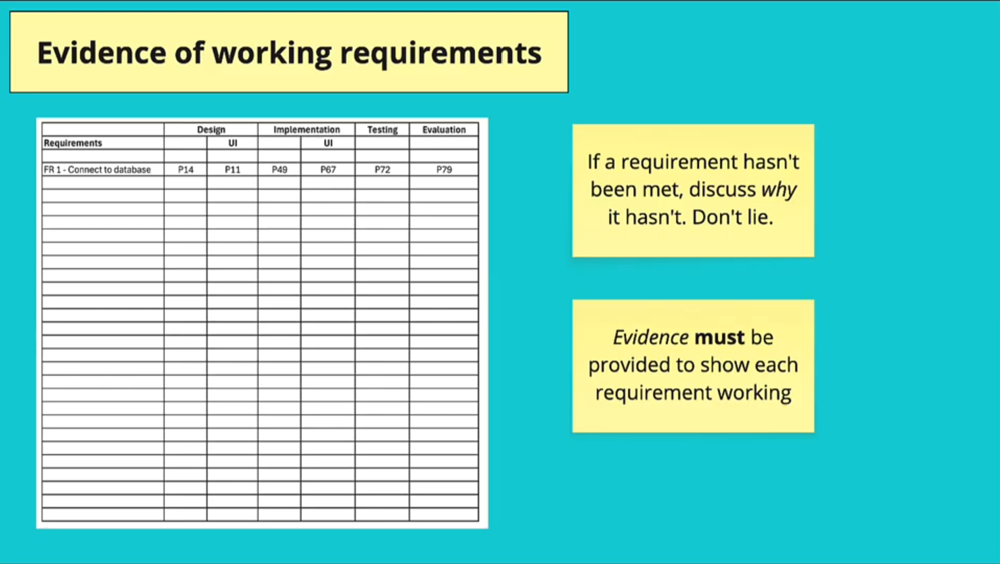 Evidence of working requirements
Design Implementation Testing Evaluation
Requirements UI UI
FR 1 - Connect to database P14 P11 P49 P67 P72 P79
If a requirement hasn't
been met, discuss why
it hasn't. Don't lie.
Evidence must be
provided to show each
requirement working